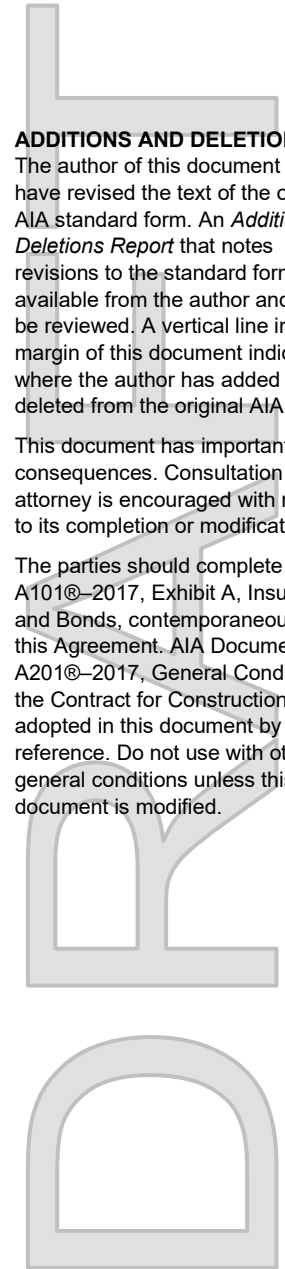 ADDITIONS AND DELETION
The author of this document
have revised the text of the o
AIA standard form. An Additi
Deletions Report that notes
revisions to the standard form
available from the author and
be reviewed. A vertical line in
margin of this document indic
where the author has added
deleted from the original AIA
This document has important
consequences. Consultation
attorney is encouraged with r
to its completion or modificat
The parties should complete
A101®–2017, Exhibit A, Insu
and Bonds, contemporaneou
this Agreement. AIA Docume
A201®–2017, General Cond
the Contract for Construction
adopted in this document by
reference. Do not use with ot
general conditions unless this
document is modified.
DRAFT